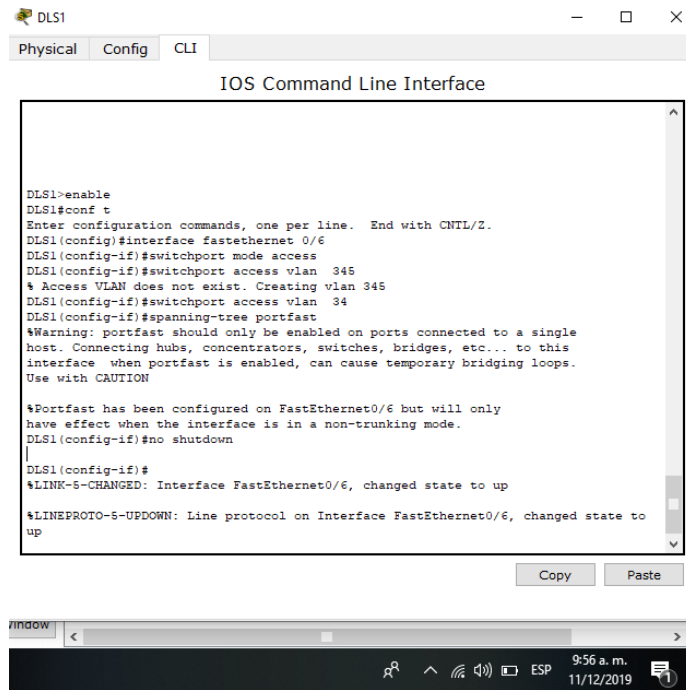 DLS1
Physical Config CLI
IOS Command Line Interface
DLS1>enable
DLS1#conf t
Enter configuration commands, one per line.  End with CNTL/Z.
DLS1(config)#interface fastethernet 0/6
DLS1(config-if)#switchport mode access
DLS1(config-if)#switchport access vlan  345
% Access VLAN does not exist. Creating vlan 345
DLS1(config-if)#switchport access vlan  34
DLS1(config-if)#spanning-tree portfast
%Warning: portfast should only be enabled on ports connected to a single
host. Connecting hubs, concentrators, switches, bridges, etc... to this
interface  when portfast is enabled, can cause temporary bridging loops.
Use with CAUTION
%Portfast has been configured on FastEthernet0/6 but will only
have effect when the interface is in a non-trunking mode.
DLS1(config-if)#no shutdown
DLS1(config-if)#
%LINK-5-CHANGED: Interface FastEthernet0/6, changed state to up
%LINEPROTO-5-UPDOWN: Line protocol on Interface FastEthernet0/6, changed state to
up
Copy Paste
Window
ESP
9:56 a. m.
11/12/2019
1